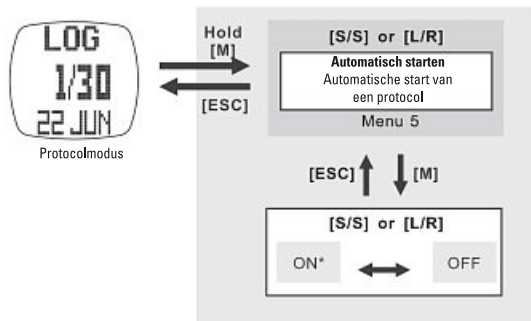 LOG
1/30
22 JUN
Protocolmodus
Hold
[M]
[ESC]
[S/S] or [L/R]
Automatisch starten
Automatische start van
een protocol
Menu 5
[ESC]
[M]
[S/S] or [L/R]
ON*
OFF